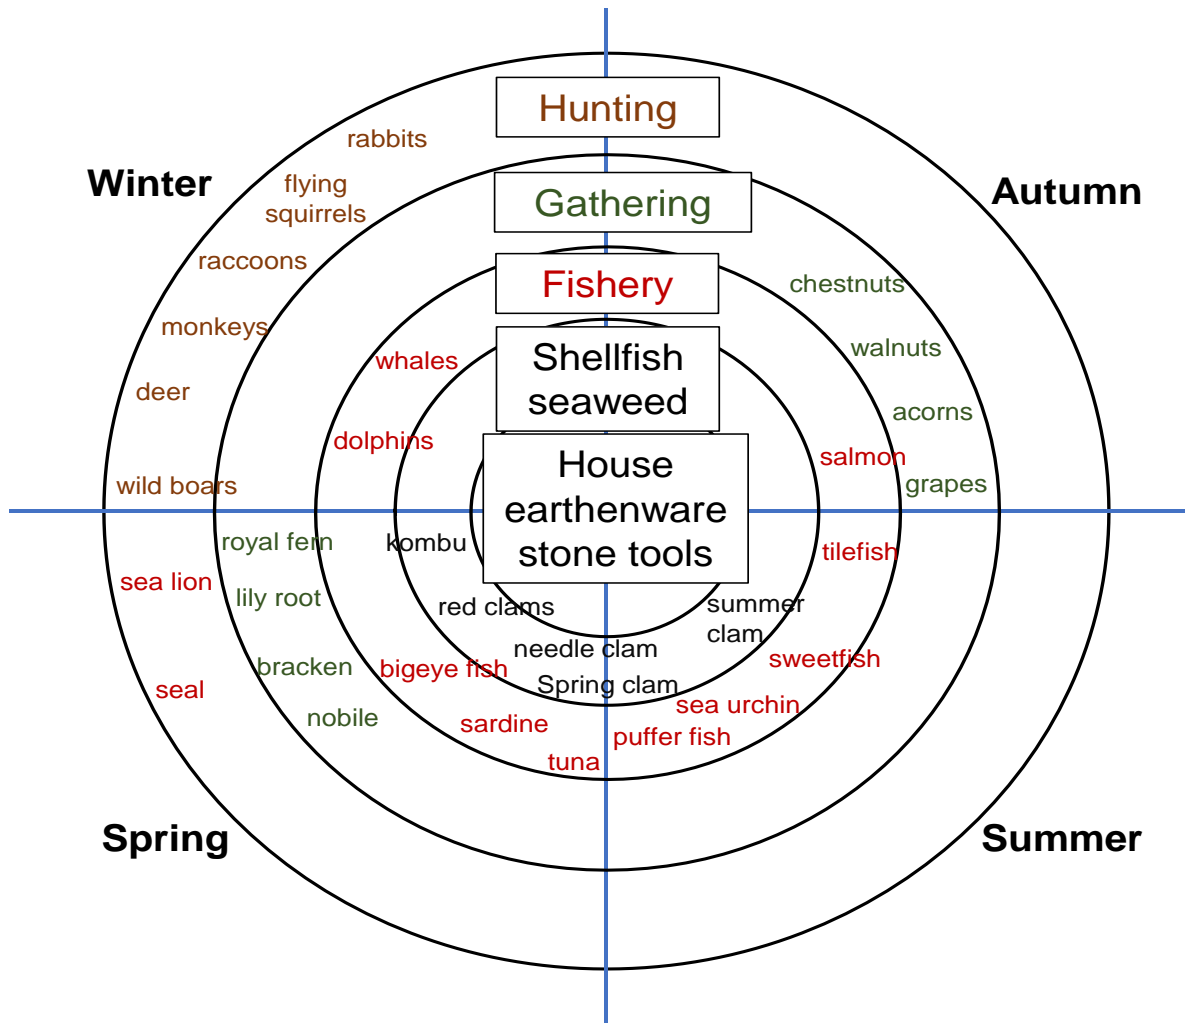 Hunting
rabbits
Winter
flying
squirrels
Autumn
Gathering
raccoons
Fishery
chestnuts
monkeys
walnuts
whales
Shellfish
seaweed
deer
acorns
dolphins
salmon
House
earthenware
stone tools
wild boars
grapes
royal fern
kombu
tilefish
sea lion
lily root
red clams
summer
clam
needle clam
bracken
bigeye fish
sweetfish
Spring clam
seal
nobile
sardine
sea urchin
puffer fish
tuna
Spring
Summer